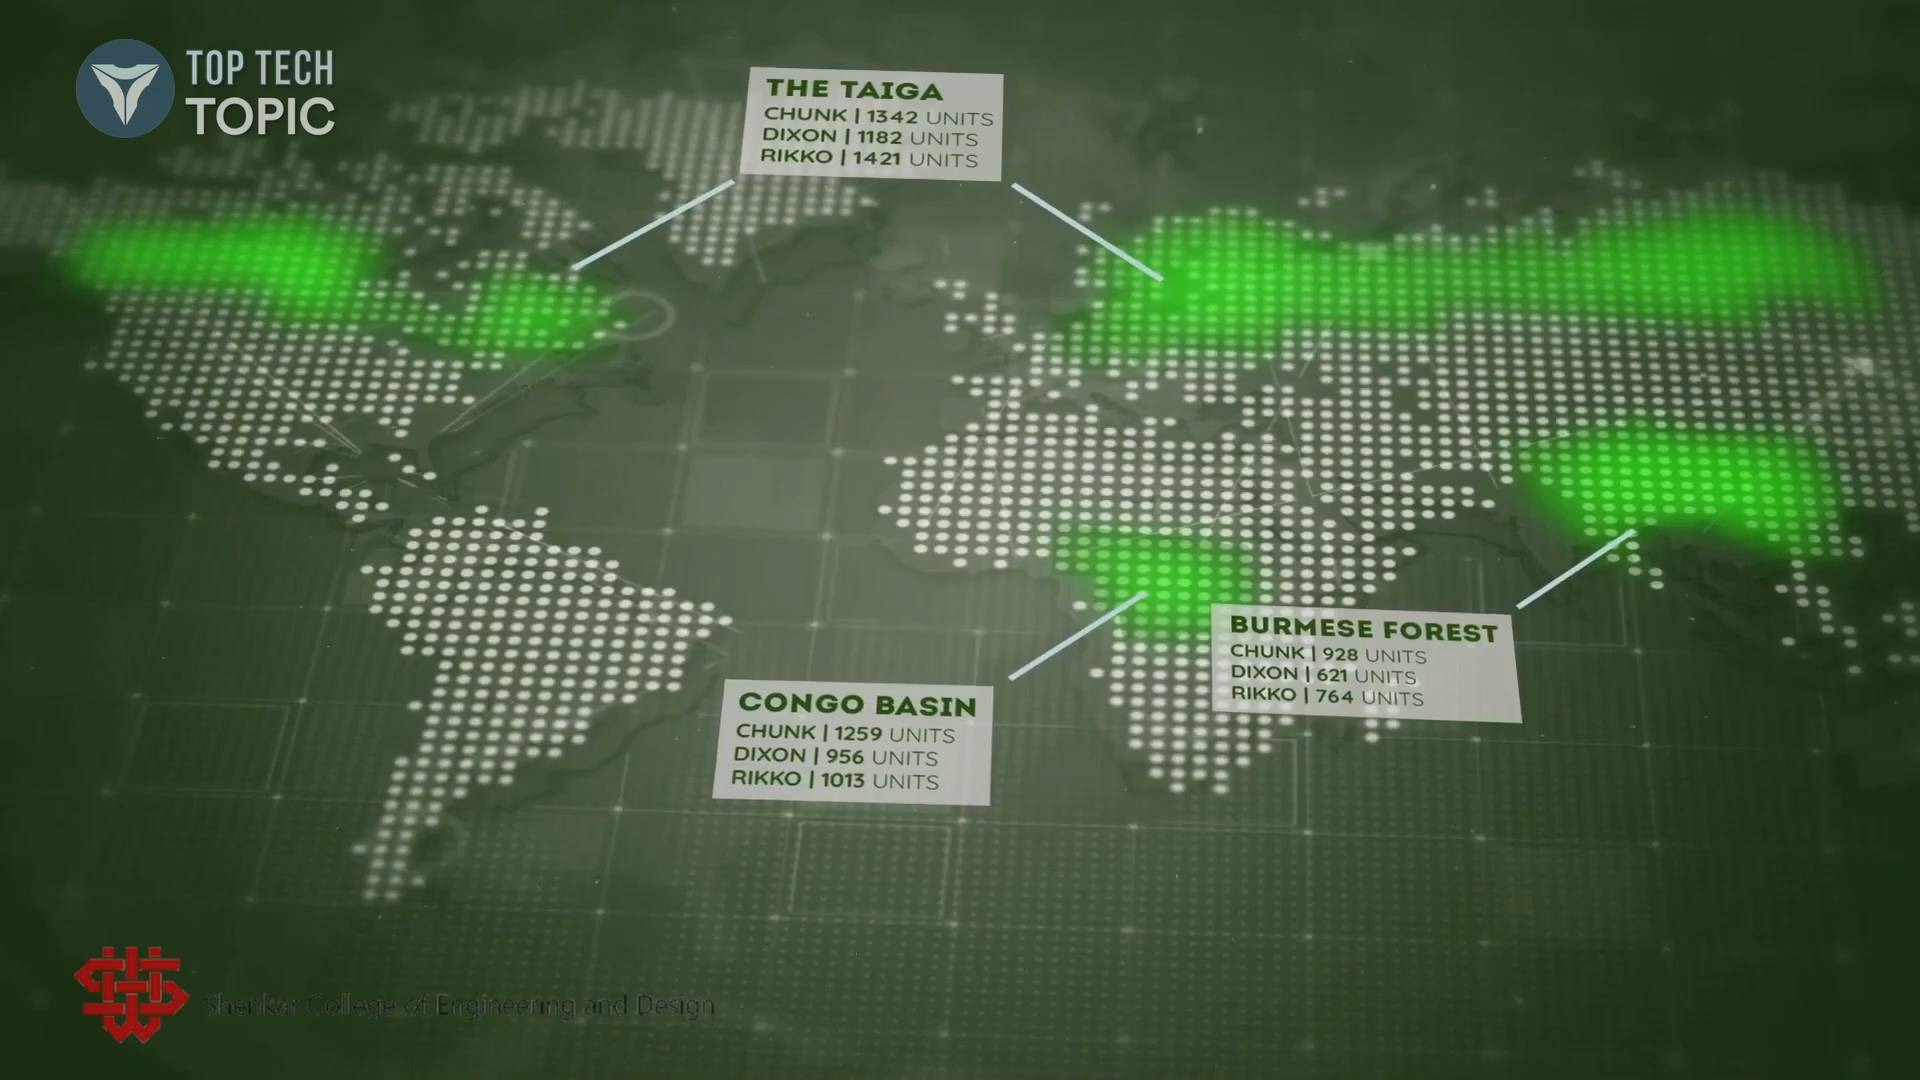 TOP TECH
TOPIC
THE TAIGA
CHUNK | 1342 UNITS
DIXON | 1182 UNITS
RIKKO | 1421 UNITS
BURMESE FOREST
CHUNK | 928 UNITS
DIXON | 621 UNITS
RIKKO | 764 UNITS
CONGO BASIN
CHUNK | 1259 UNITS
DIXON | 956 UNITS
RIKKO | 1013 UNITS
Shenkar College of Engineering and Design